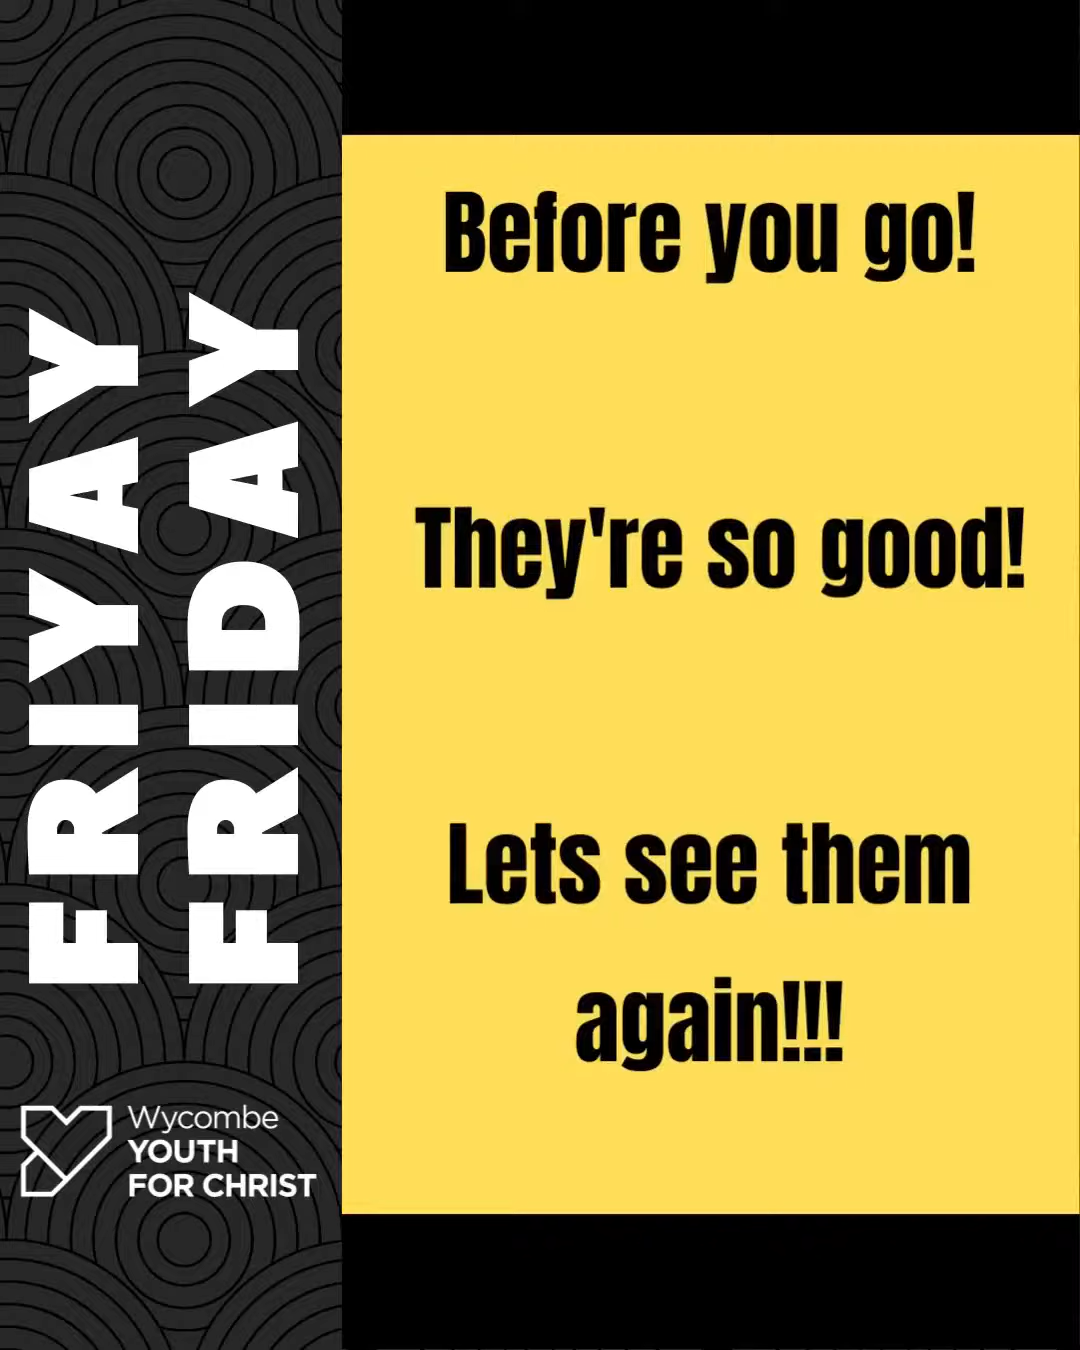 FRIYAY
FRIDAY
Wycombe
YOUTH
FOR CHRIST
Before you go!
They're so good!
Lets see them
again!!!